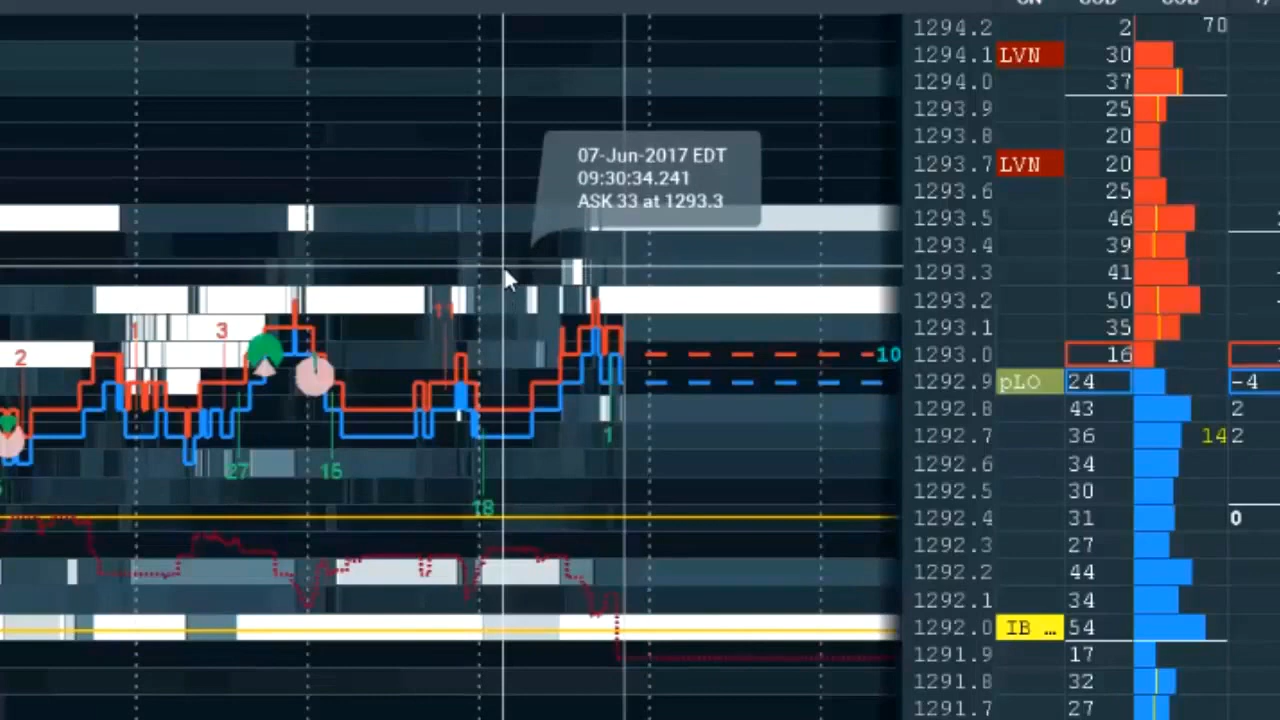 1294.2 2 70
1294.1 LVN 30
1294.0 37
1293.9 25
1293.8 20
07-Jun-2017 EDT
09:30:34.241
ASK 33 at 1293.3
1293.7 LVN 20
1293.6 25
1293.5 46
1293.4 39
1293.3 41
1293.2 50
11
1 3 1293.1 35
2 10 1293.0 16
1292.9 pLO 24 -4
1292.8 43 2
1 1292.7 36 14 2
27 15 1292.6 34
1292.5 30
18
1292.4 31 0
1292.3 27
1292.2 44
1292.1 34
1292.0 IB ... 54
1291.9 17
1291.8 32
1291.7 27